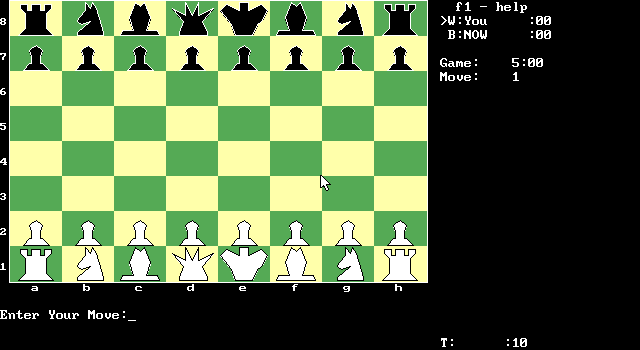 f1 - help
>W:You :00
B:NOW :00
Game: 5:00
Move: 1
8
7
6
5
4
3
2
1
a b c d e f g h
Enter Your Move:_
T: :10